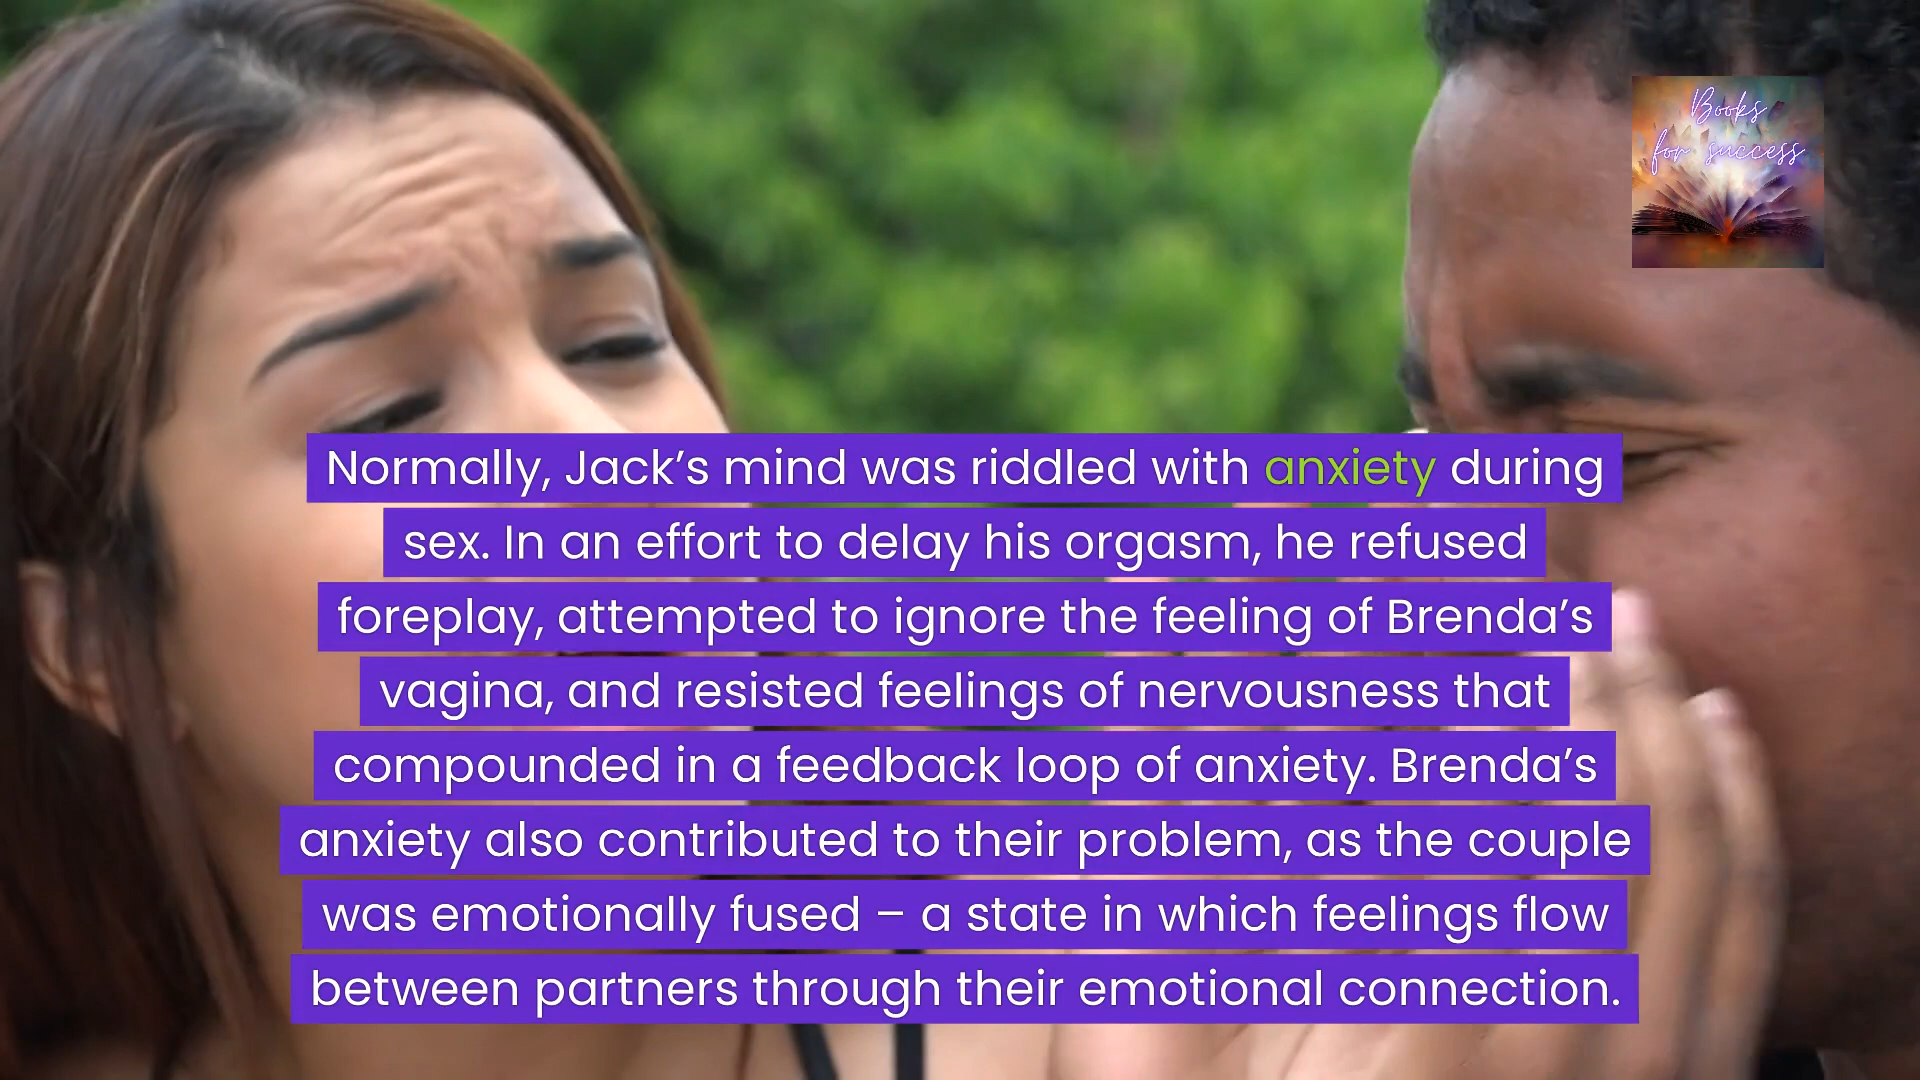 Books
for success
Normally, Jack’s mind was riddled with anxiety during
sex. In an effort to delay his orgasm, he refused
foreplay, attempted to ignore the feeling of Brenda’s
vagina, and resisted feelings of nervousness that
compounded in a feedback loop of anxiety. Brenda’s
anxiety also contributed to their problem, as the couple
was emotionally fused – a state in which feelings flow
between partners through their emotional connection.